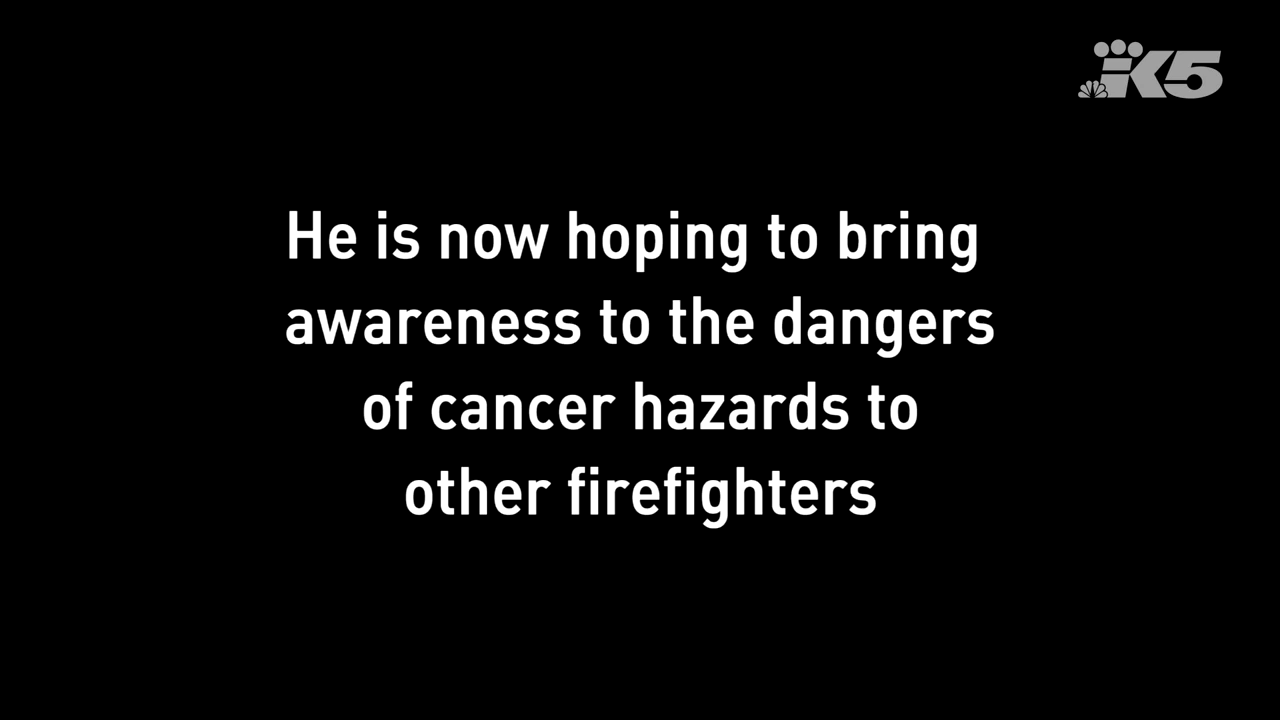 K5
He is now hoping to bring
awareness to the dangers
of cancer hazards to
other firefighters